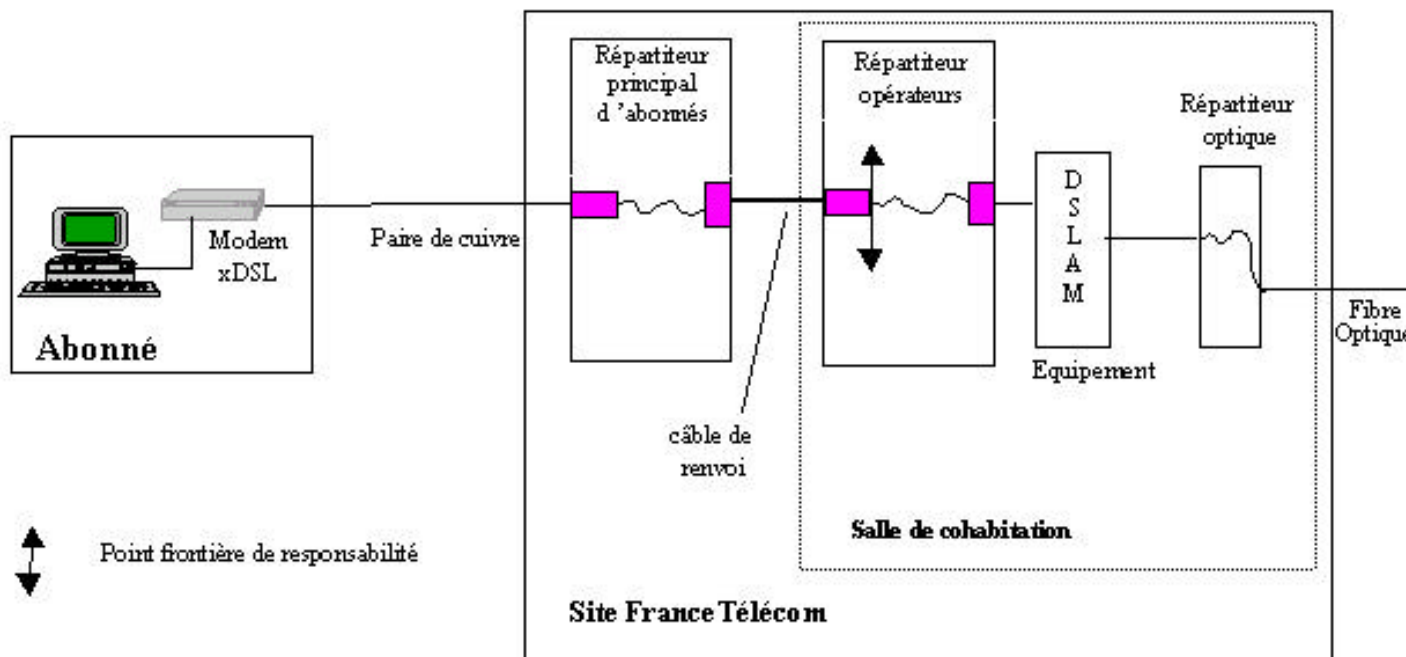 Répartiteur
principal
d 'abonnés
Répartiteur
opérateurs
Répartiteur
optique
D
S
L
A
M
Modem
xDSL
Paire de cuivre
Abonné
Fibre
Optique
Equipement
câble de
renvoi
Salle de cohabitation
Point frontière de responsabilité
Site France Télécom